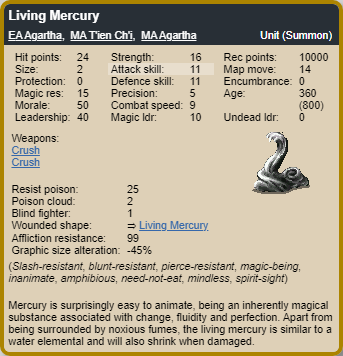 Living Mercury
EA Agartha, MA T'ien Ch'i, MA Agartha Unit (Summon)
Hit points: 24 Strength: 16 Rec points: 10000
Size: 2 Attack skill: 11 Map move: 14
Protection: 0 Defence skill: 11 Encumbrance: 0
Magic res: 15 Precision: 5 Age: 360
Morale: 50 Combat speed: 9 (800)
Leadership: 40 Magic ldr: 10 Undead ldr: 0
Weapons:
Crush
Crush
Resist poison: 25
Poison cloud: 2
Blind fighter: 1
Wounded shape: ⇒ Living Mercury
Affliction resistance: 99
Graphic size alteration: -45%
(Slash-resistant, blunt-resistant, pierce-resistant, magic-being,
inanimate, amphibious, need-not-eat, mindless, spirit-sight)
Mercury is surprisingly easy to animate, being an inherently magical
substance associated with change, fluidity and perfection. Apart from
being surrounded by noxious fumes, the living mercury is similar to a
water elemental and will also shrink when damaged.